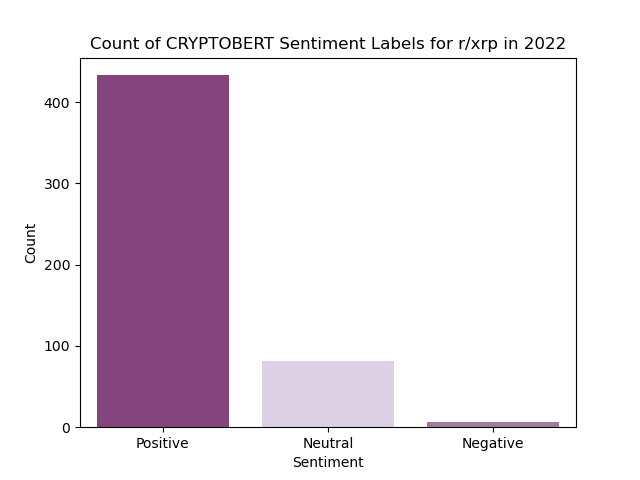 Count of CRYPTOBERT Sentiment Labels for r/xrp in 2022
Count
400
300
200
100
0
Positive Neutral Negative
Sentiment